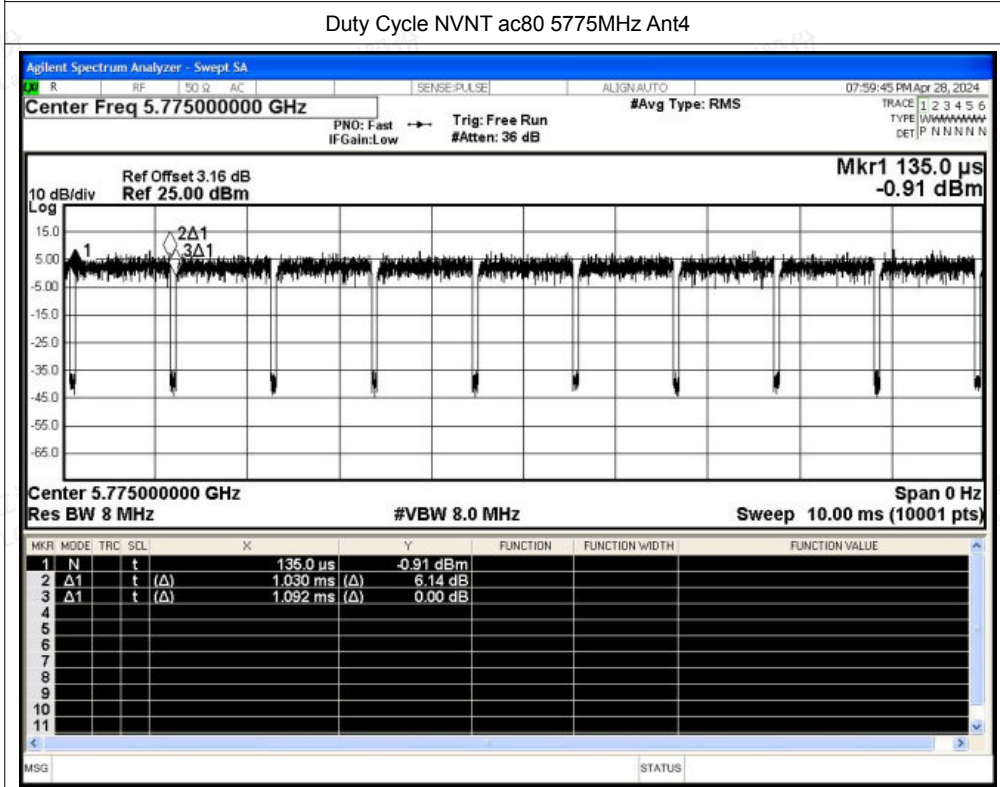 Duty Cycle NVNT ac80 5775MHz Ant4
Agilent Spectrum Analyzer - Swept SA
R RF 50 Ω AC SENSE:PULSE ALIGN AUTO 07:59:45 PM Apr 28, 2024
Center Freq 5.775000000 GHz #Avg Type: RMS TRACE 1 2 3 4 5 6
PNO: Fast Trig: Free Run TYPE
IFGain:Low #Atten: 36 dB DET P N N N N N
Mkr1 135.0 µs
-0.91 dBm
Ref Offset 3.16 dB
10 dB/div Ref 25.00 dBm
Log
15.0
2Δ1
5.00 1 3Δ1
-5.00
-15.0
-25.0
-35.0
-45.0
-55.0
-65.0
Center 5.775000000 GHz Span 0 Hz
Res BW 8 MHz #VBW 8.0 MHz Sweep 10.00 ms (10001 pts)
MKR MODE TRC SCL X Y FUNCTION FUNCTION WIDTH FUNCTION VALUE
1 N t 135.0 µs -0.91 dBm
2 Δ1 t (Δ) 1.030 ms (Δ) 6.14 dB
3 Δ1 t (Δ) 1.092 ms (Δ) 0.00 dB
4
5
6
7
8
9
10
11
MSG STATUS